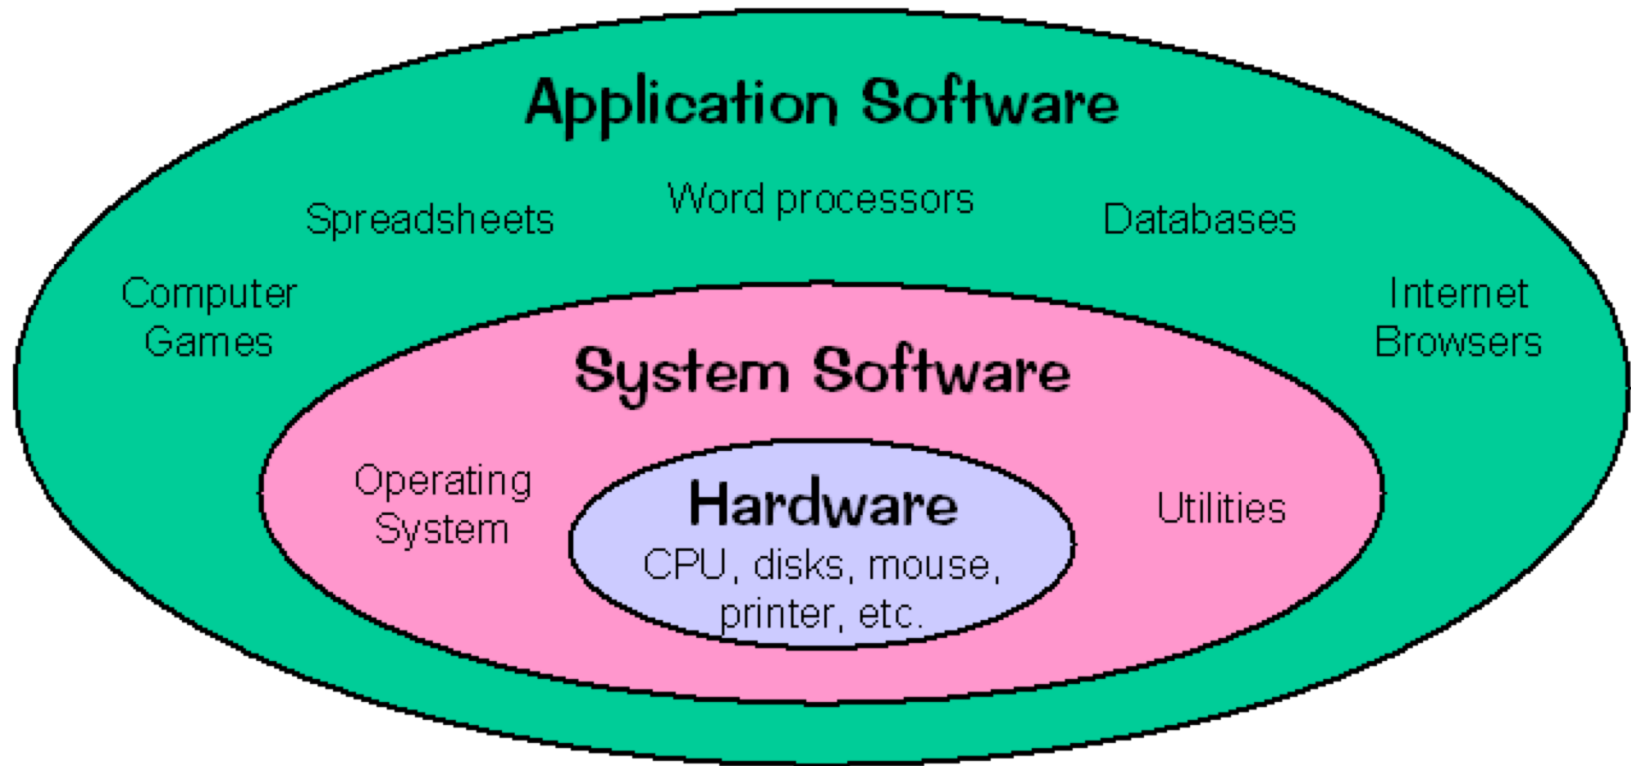 Application Software
Word processors
Spreadsheets
Databases
Computer
Games
Internet
Browsers
System Software
Operating
System
Utilities
Hardware
CPU, disks, mouse,
printer, etc.